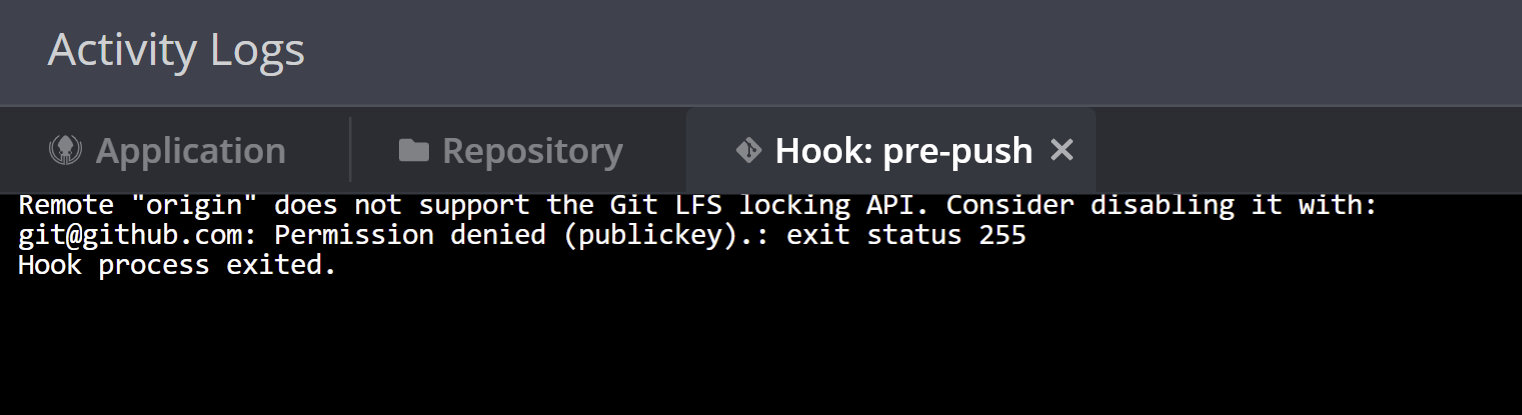 Activity Logs
Application Repository Hook: pre-push
Remote "origin" does not support the Git LFS locking API. Consider disabling it with:
git@github.com: Permission denied (publickey).: exit status 255
Hook process exited.